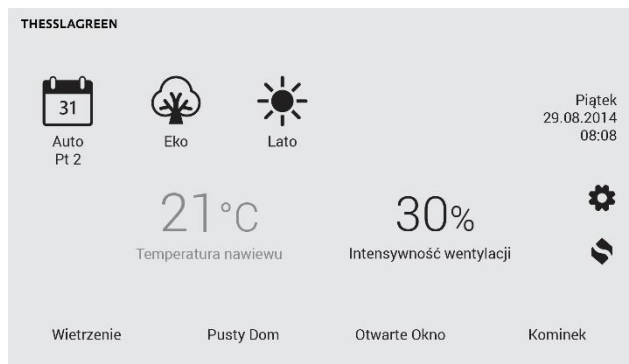 THESSLAGREEN
31
Auto
Pt 2
Eko
Lato
Piątek
29.08.2014
08:08
21°C
Temperatura nawiewu
30%
Intensywność wentylacji
Wietrzenie
Pusty Dom
Otwarte Okno
Kominek